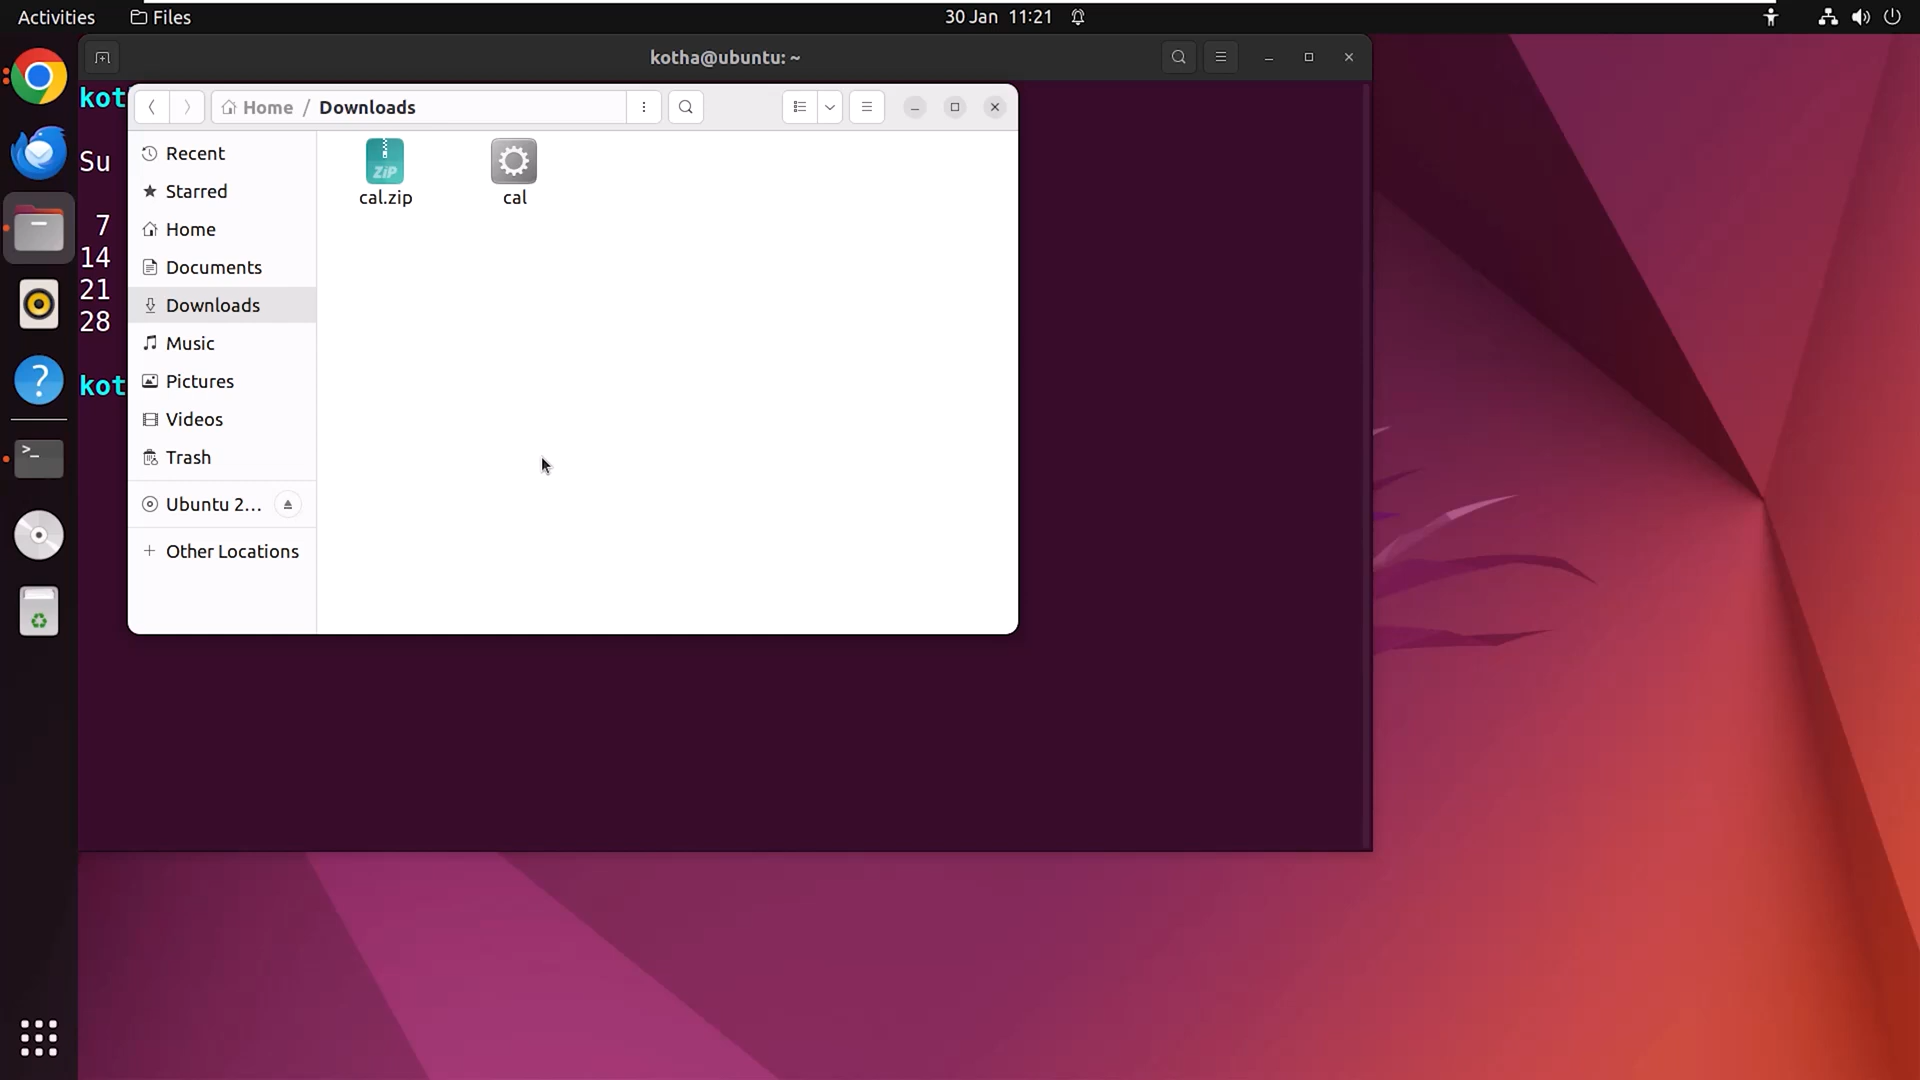 Activities Files 30 Jan 11:21
kotha@ubuntu: ~
kot
Home / Downloads
Su
7
14
21
28
kot
Recent
Starred
Home
Documents
Downloads
Music
Pictures
Videos
Trash
Ubuntu 2...
Other Locations
ZiP
cal.zip cal
>_
?